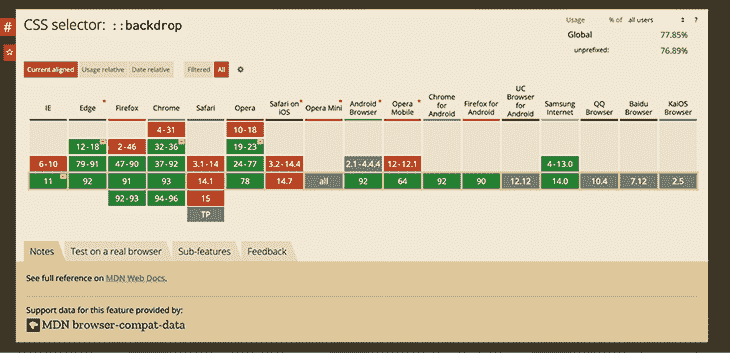 #
CSS selector: ::backdrop
Usage % of all users ?
Global 77.85%
unprefixed: 76.89%
Current aligned Usage relative Date relative Filtered All
IE Edge * Firefox Chrome Safari Opera Safari on iOS * Opera Mini * Android Browser * Opera Mobile * Chrome for Android Firefox for Android UC Browser for Android Samsung Internet QQ Browser Baidu Browser KaiOS Browser
4-31 10-18
12-18 2-46 32-36 19-23
6-10 79-91 47-90 37-92 3.1-14 24-77 3.2-14.4 2.1-4.4.4 12-12.1 4-13.0
11 92 91 93 14.1 78 14.7 all 92 64 92 90 12.12 14.0 10.4 7.12 2.5
92-93 94-96 15
TP
Notes Test on a real browser Sub-features Feedback
See full reference on MDN Web Docs.
Support data for this feature provided by:
MDN browser-compat-data